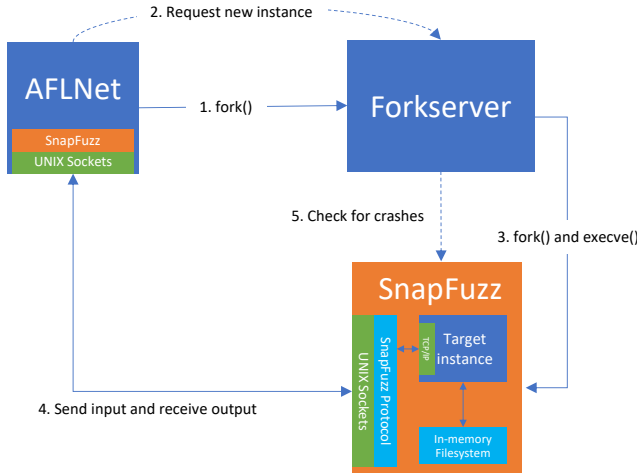 2. Request new instance
AFLNet
SnapFuzz
UNIX Sockets
1. fork()
Forkserver
5. Check for crashes
3. fork() and execve()
SnapFuzz
UNIX Sockets
SnapFuzz Protocol
TCP/IP
Target
instance
In-memory
Filesystem
4. Send input and receive output